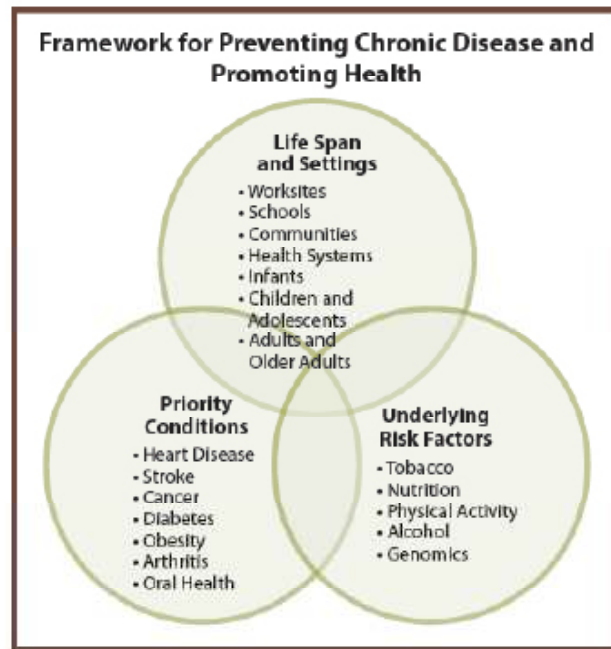 Framework for Preventing Chronic Disease and
Promoting Health
Life Span
and Settings
• Worksites
• Schools
• Communities
• Health Systems
• Infants
• Children and
Adolescents
• Adults and
Older Adults
Priority
Conditions
• Heart Disease
• Stroke
• Cancer
• Diabetes
• Obesity
• Arthritis
• Oral Health
Underlying
Risk Factors
• Tobacco
• Nutrition
• Physical Activity
• Alcohol
• Genomics